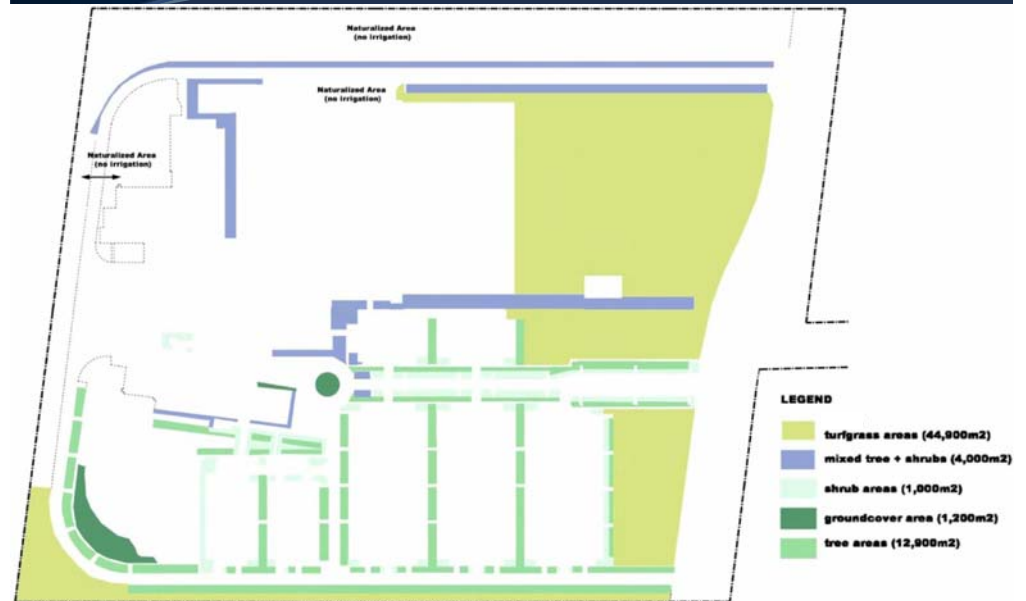 Naturalized Area
(no irrigation)
Naturalized Area
(no irrigation)
Naturalized Area
(no irrigation)
LEGEND
turfgrass areas (44,900m2)
mixed tree + shrubs (4,000m2)
shrub areas (1,000m2)
groundcover area (1,200m2)
tree areas (12,900m2)